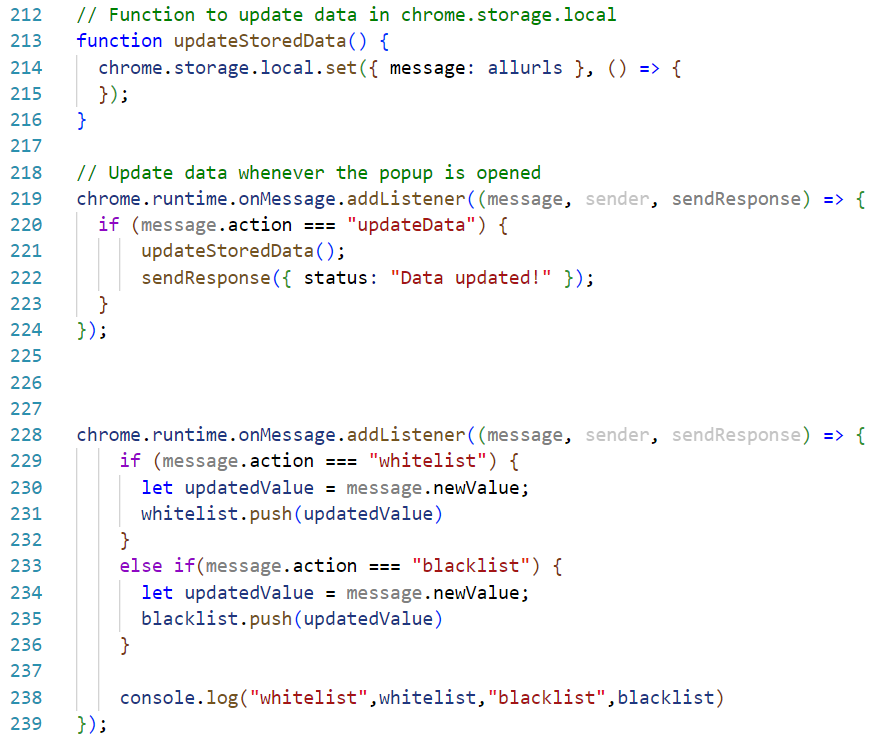 212 // Function to update data in chrome.storage.local
213 function updateStoredData() {
214   chrome.storage.local.set({ message: allurls }, () => {
215   });
216 }
217
218 // Update data whenever the popup is opened
219 chrome.runtime.onMessage.addListener((message, sender, sendResponse) => {
220   if (message.action === "updateData") {
221       updateStoredData();
222       sendResponse({ status: "Data updated!" });
223   }
224 });
225
226
227
228 chrome.runtime.onMessage.addListener((message, sender, sendResponse) => {
229     if (message.action === "whitelist") {
230       let updatedValue = message.newValue;
231       whitelist.push(updatedValue)
232     }
233     else if(message.action === "blacklist") {
234       let updatedValue = message.newValue;
235       blacklist.push(updatedValue)
236     }
237
238     console.log("whitelist",whitelist,"blacklist",blacklist)
239 });